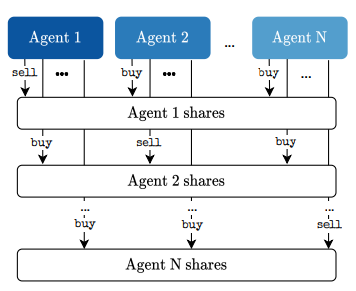 Agent 1 Agent 2 ... Agent N
sell ... buy ... buy ...
Agent 1 shares
buy sell buy
Agent 2 shares
... ... ...
buy buy sell
Agent N shares